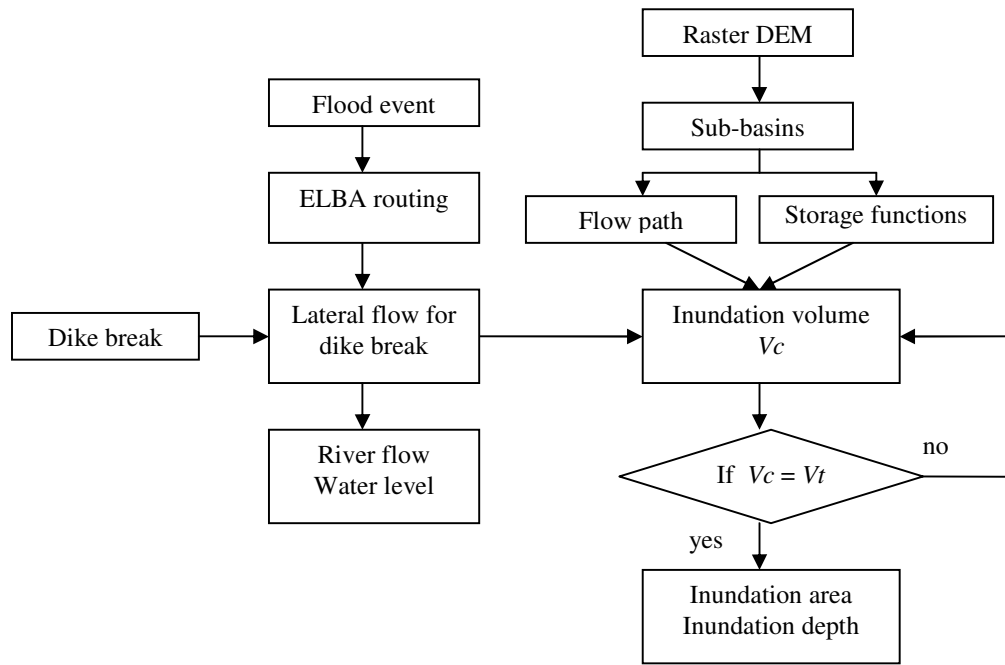 Raster DEM
Flood event
Sub-basins
ELBA routing
Flow path
Storage functions
Dike break
Lateral flow for
dike break
Inundation volume
Vc
River flow
Water level
If Vc = Vt
no
yes
Inundation area
Inundation depth